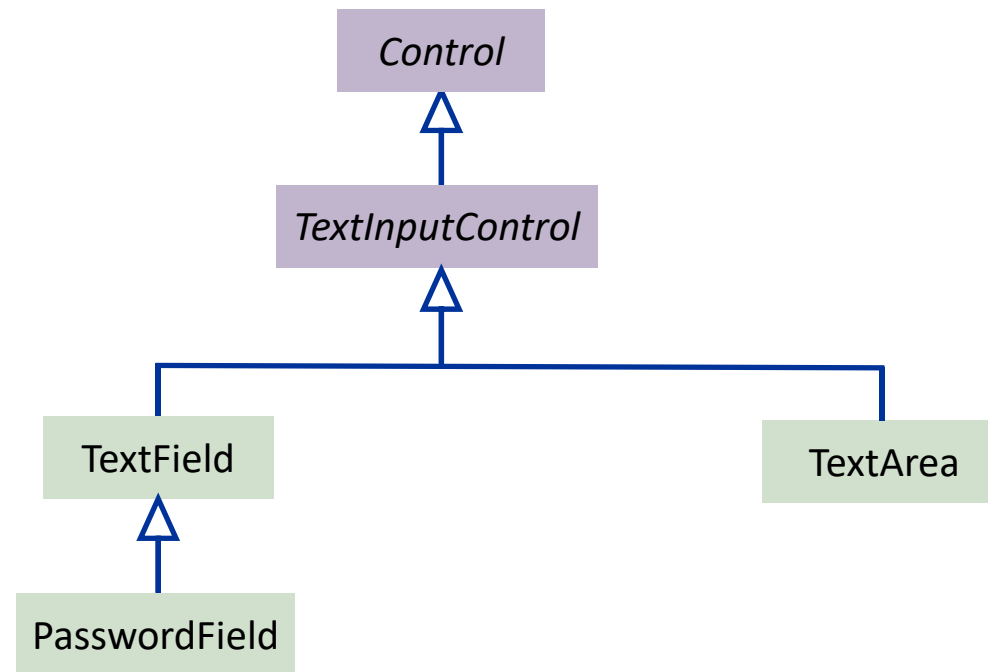 Control
TextInputControl
TextField
TextArea
PasswordField